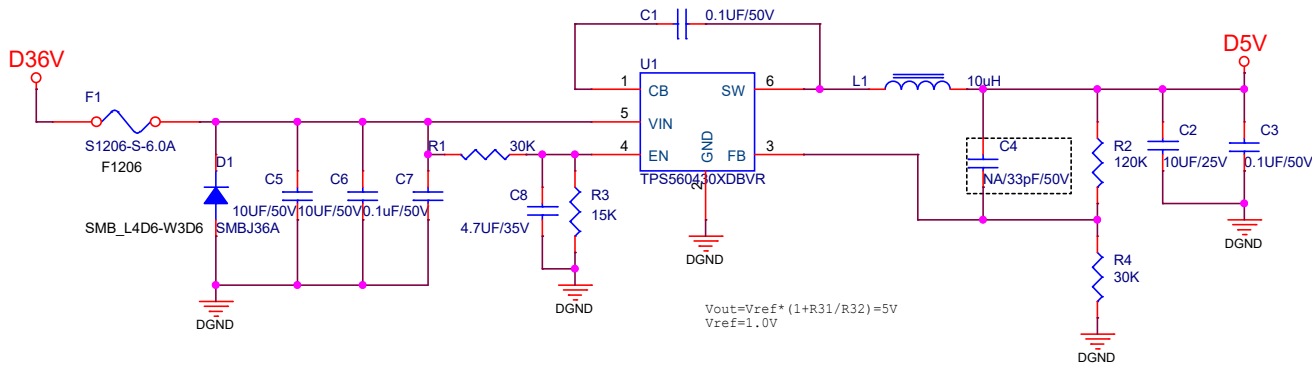 C1
0.1UF/50V
D36V
D5V
U1
1
CB
SW
6
L1
10uH
F1
5
VIN
S1206-S-6.0A
F1206
R1
30K
4
EN
GND
FB
3
C4
R2
C2
C3
D1
TPS560430XDBVR
2
NA/33pF/50V
120K
10UF/25V
0.1UF/50V
C5
C6
C7
C8
R3
10UF/50V
10UF/50V
0.1uF/50V
15K
SMB_L4D6-W3D6
SMBJ36A
4.7UF/35V
DGND
DGND
R4
30K
DGND
DGND
Vout=Vref*(1+R31/R32)=5V
Vref=1.0V
DGND